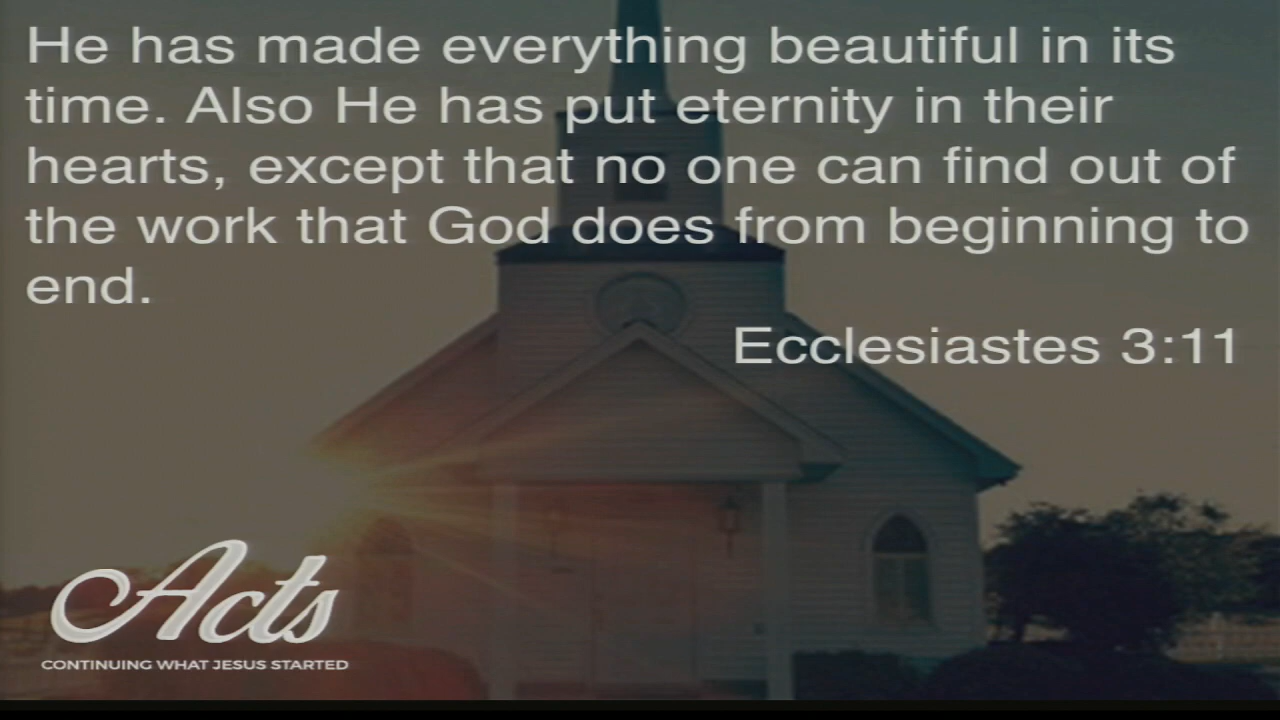 He has made everything beautiful in its
time. Also He has put eternity in their
hearts, except that no one can find out of
the work that God does from beginning to
end.
Ecclesiastes 3:11
Acts
CONTINUING WHAT JESUS STARTED